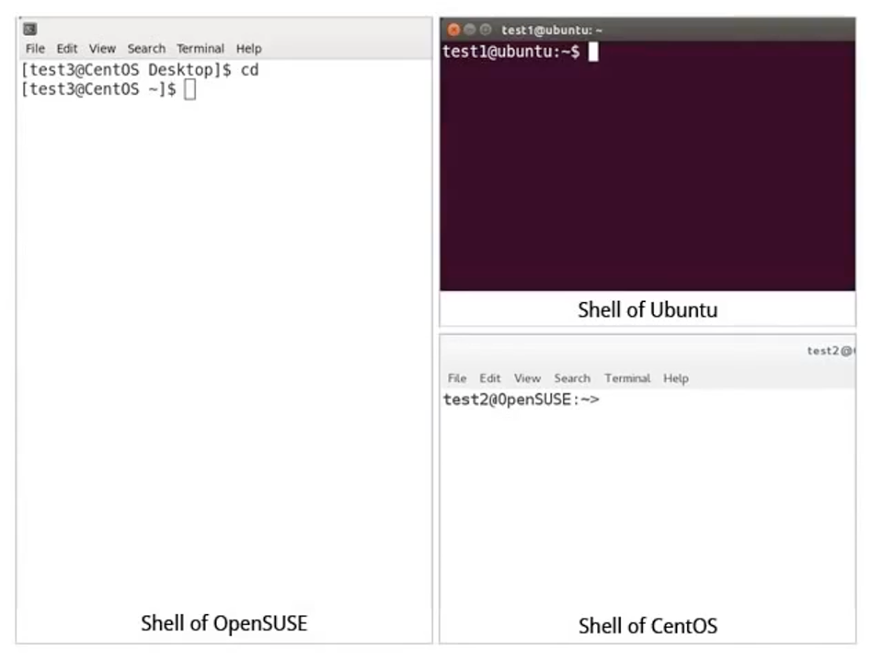 File Edit View Search Terminal Help
[test3@CentOS Desktop]$ cd
[test3@CentOS ~]$
Shell of OpenSUSE
test1@ubuntu: ~
test1@ubuntu:~$
Shell of Ubuntu
test2@
File Edit View Search Terminal Help
test2@OpenSUSE:~>
Shell of CentOS